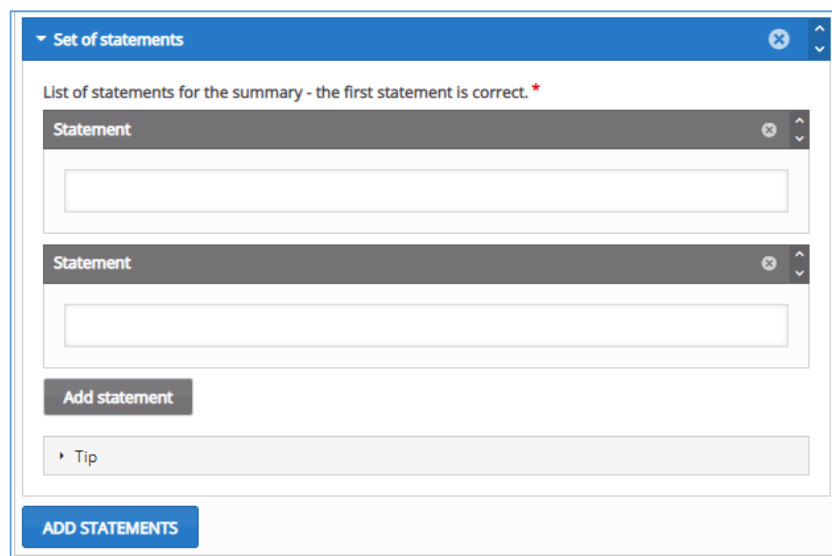 Set of statements
List of statements for the summary - the first statement is correct.*
Statement
Statement
Add statement
Tip
ADD STATEMENTS